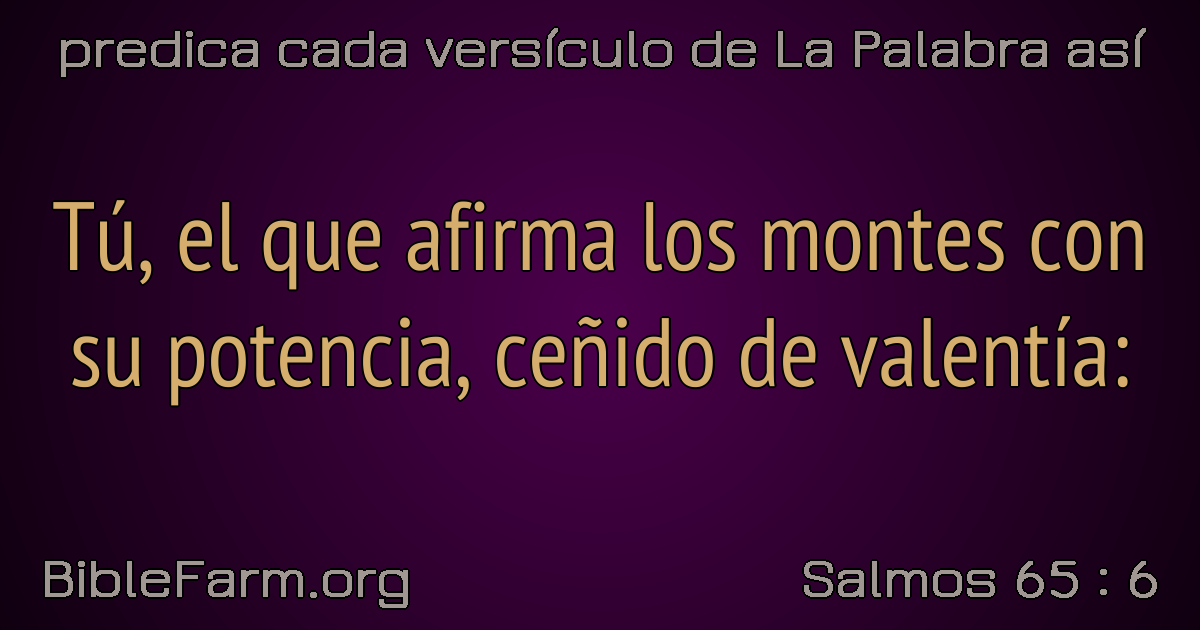 predica cada versículo de La Palabra así
Tú, el que afirma los montes con
su potencia, ceñido de valentía:
BibleFarm.org
Salmos 65 : 6